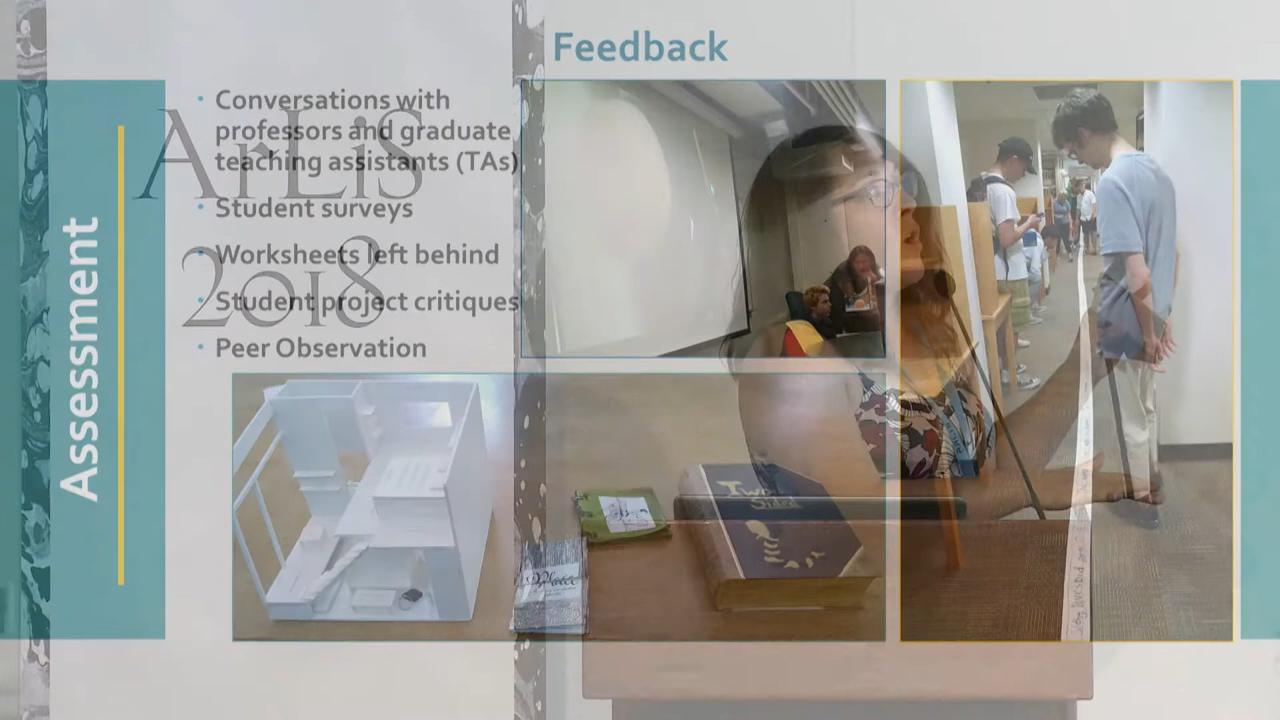 Feedback
Conversations with
professors and graduate
teaching assistants (TAs)
Student surveys
Worksheets left behind
Student project critiques
Peer Observation
Assessment
ArLiS
2018
Two